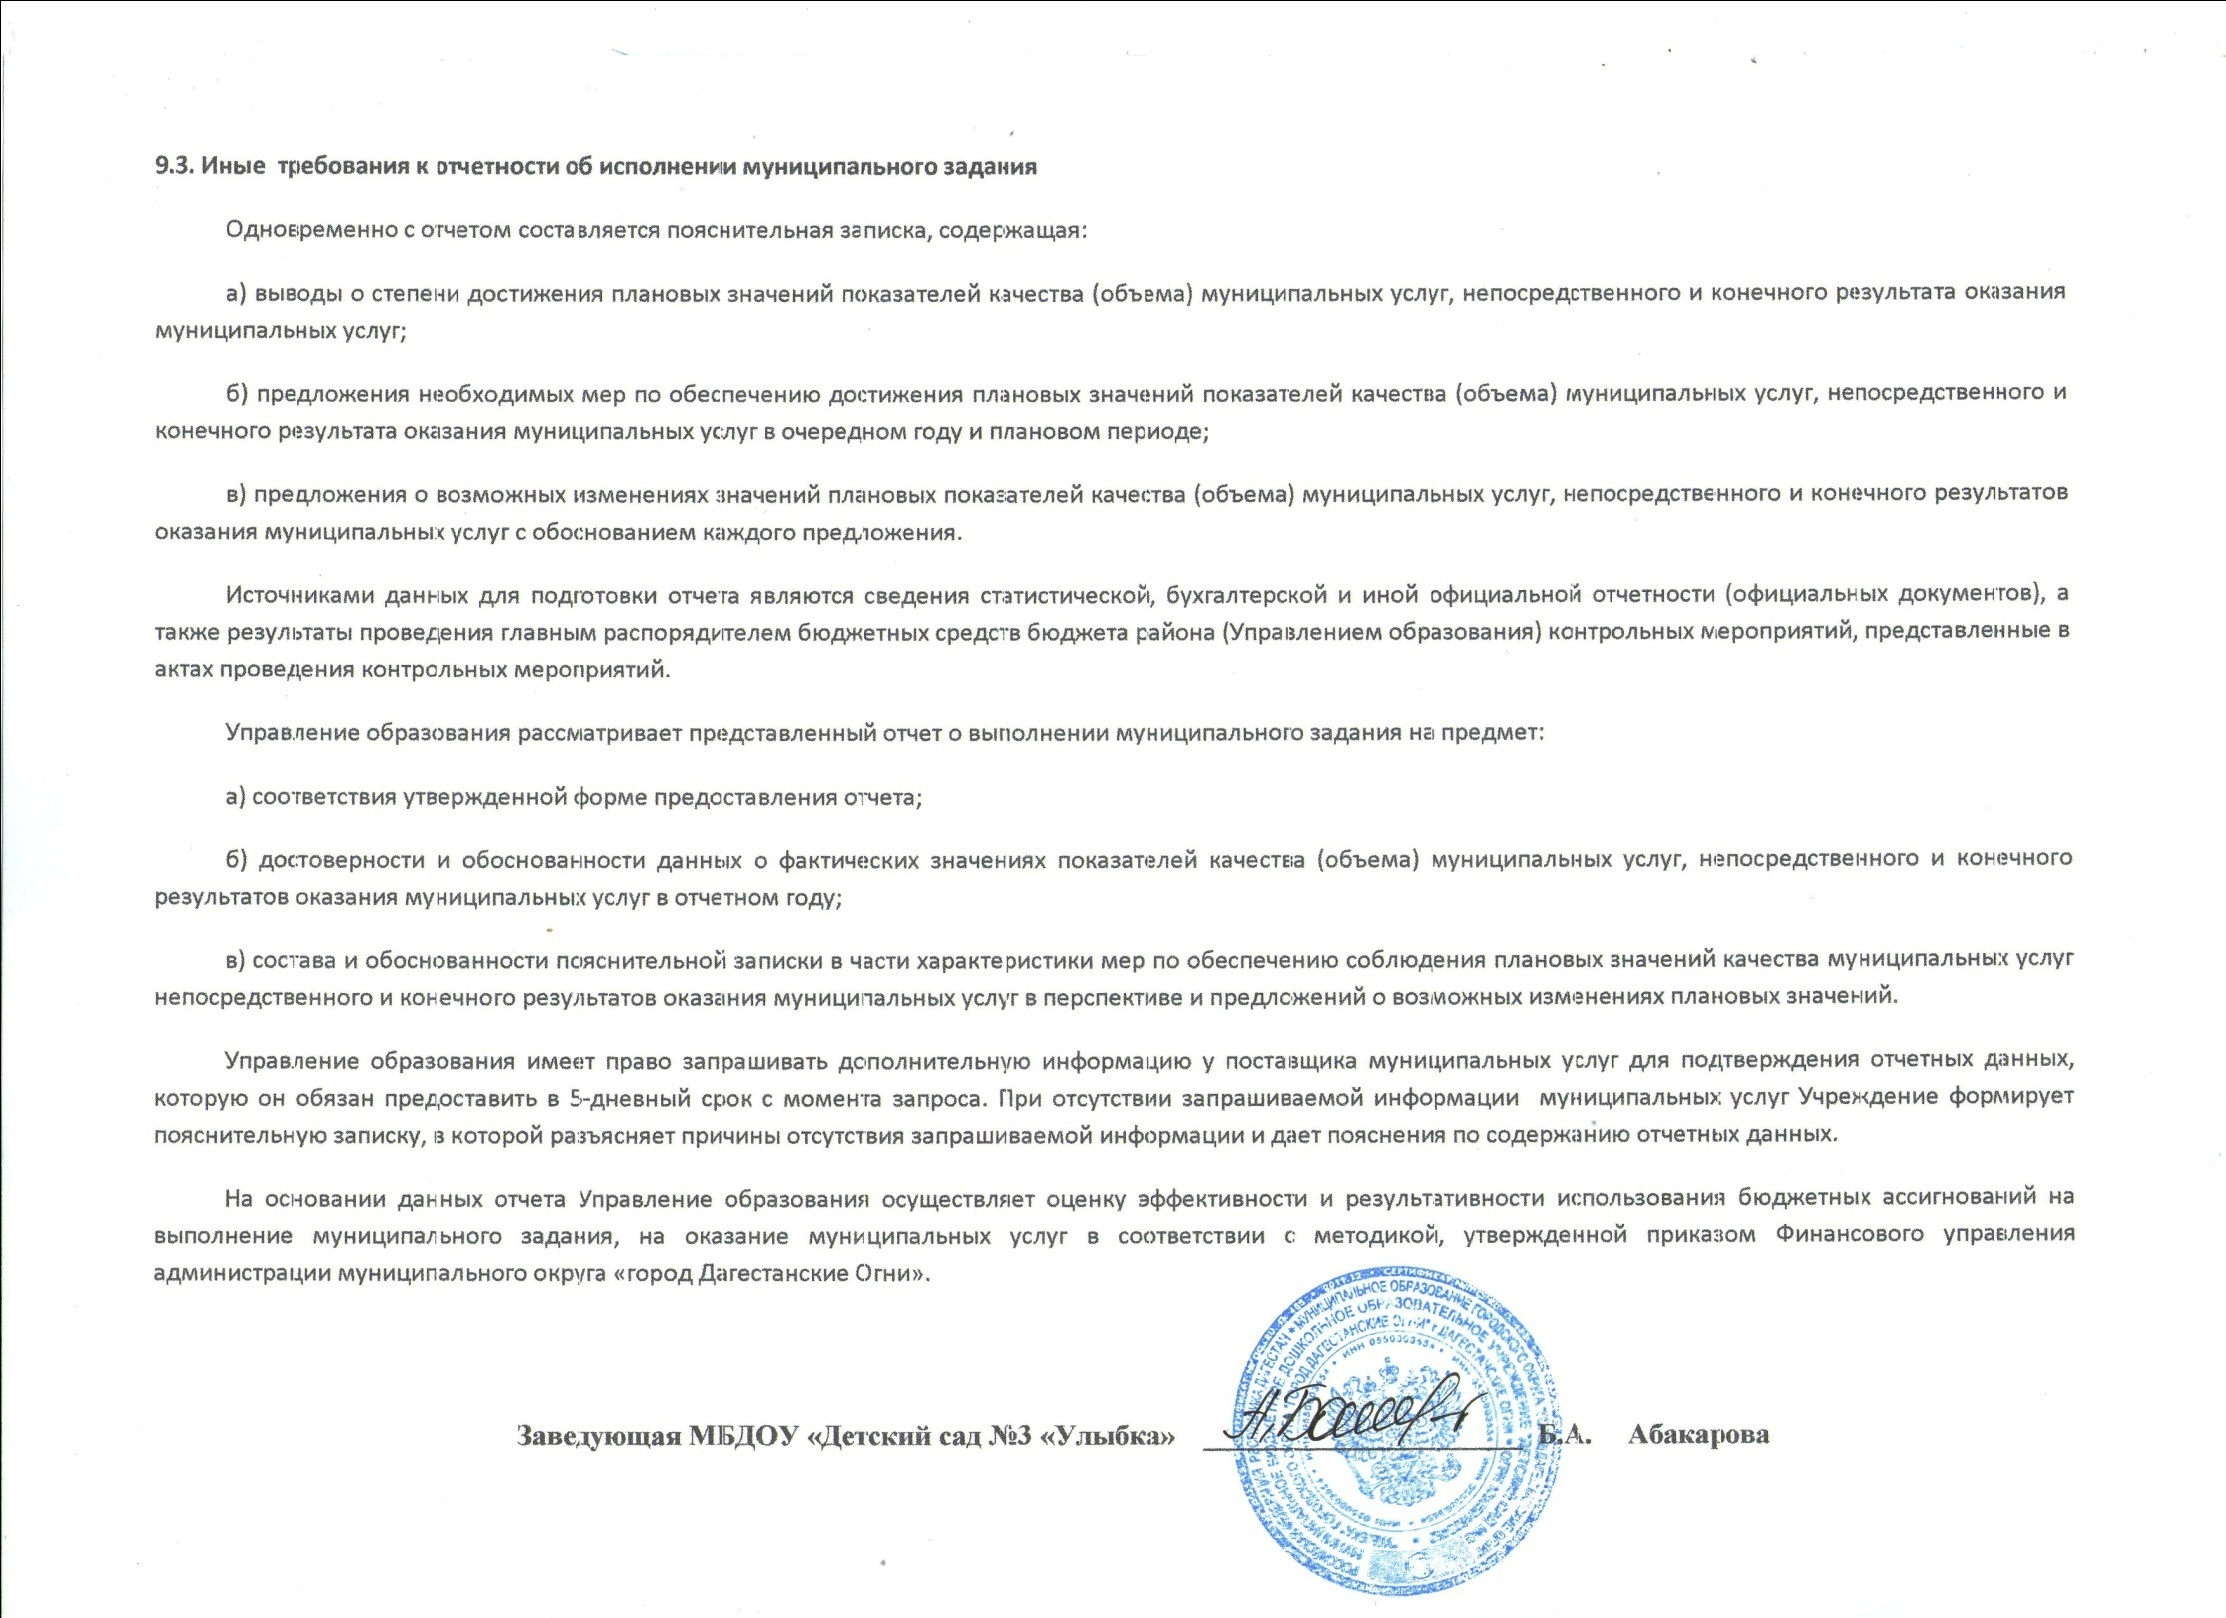 9.3. Иные требования к отчетности об исполнении муниципального задания
Одновременно с отчетом составляется пояснительная записка, содержащая:
а) выводы о степени достижения плановых значений показателей качества (объема) муниципальных услуг, непосредственного и конечного результата оказания
муниципальных услуг;
б) предложения необходимых мер по обеспечению достижения плановых значений показателей качества (объема) муниципальных услуг, непосредственного и
конечного результата оказания муниципальных услуг в очередном году и плановом периоде;
в) предложения о возможных изменениях значений плановых показателей качества (объема) муниципальных услуг, непосредственного и конечного результатов
оказания муниципальных услуг с обоснованием каждого предложения.
Источниками данных для подготовки отчета являются сведения статистической, бухгалтерской и иной официальной отчетности (официальных документов), а
также результаты проведения главным распорядителем бюджетных средств бюджета района (Управлением образования) контрольных мероприятий, представленные в
актах проведения контрольных мероприятий.
Управление образования рассматривает представленный отчет о выполнении муниципального задания на предмет:
а) соответствия утвержденной форме предоставления отчета;
б) достоверности и обоснованности данных о фактических значениях показателей качества (объема) муниципальных услуг, непосредственного и конечного
результатов оказания муниципальных услуг в отчетном году;
в) состава и обоснованности пояснительной записки в части характеристики мер по обеспечению соблюдения плановых значений качества муниципальных услуг
непосредственного и конечного результатов оказания муниципальных услуг в перспективе и предложений о возможных изменениях плановых значений.
Управление образования имеет право запрашивать дополнительную информацию у поставщика муниципальных услуг для подтверждения отчетных данных,
которую он обязан предоставить в 5-дневный срок с момента запроса. При отсутствии запрашиваемой информации муниципальных услуг Учреждение формирует
пояснительную записку, в которой разъясняет причины отсутствия запрашиваемой информации и дает пояснения по содержанию отчетных данных.
На основании данных отчета Управление образования осуществляет оценку эффективности и результативности использования бюджетных ассигнований на
выполнение муниципального задания, на оказание муниципальных услуг в соответствии с методикой, утвержденной приказом Финансового управления
администрации муниципального округа «город Дагестанские Огни».
Заведующая МБДОУ «Детский сад №3 «Улыбка» Б.А. Абакарова
МУНИЦИПАЛЬНОЕ ОБРАЗОВАНИЕ ГОРОДСКОГО ОКРУГА
ДОШКОЛЬНОЕ ОБРАЗОВАТЕЛЬНОЕ УЧРЕЖДЕНИЕ